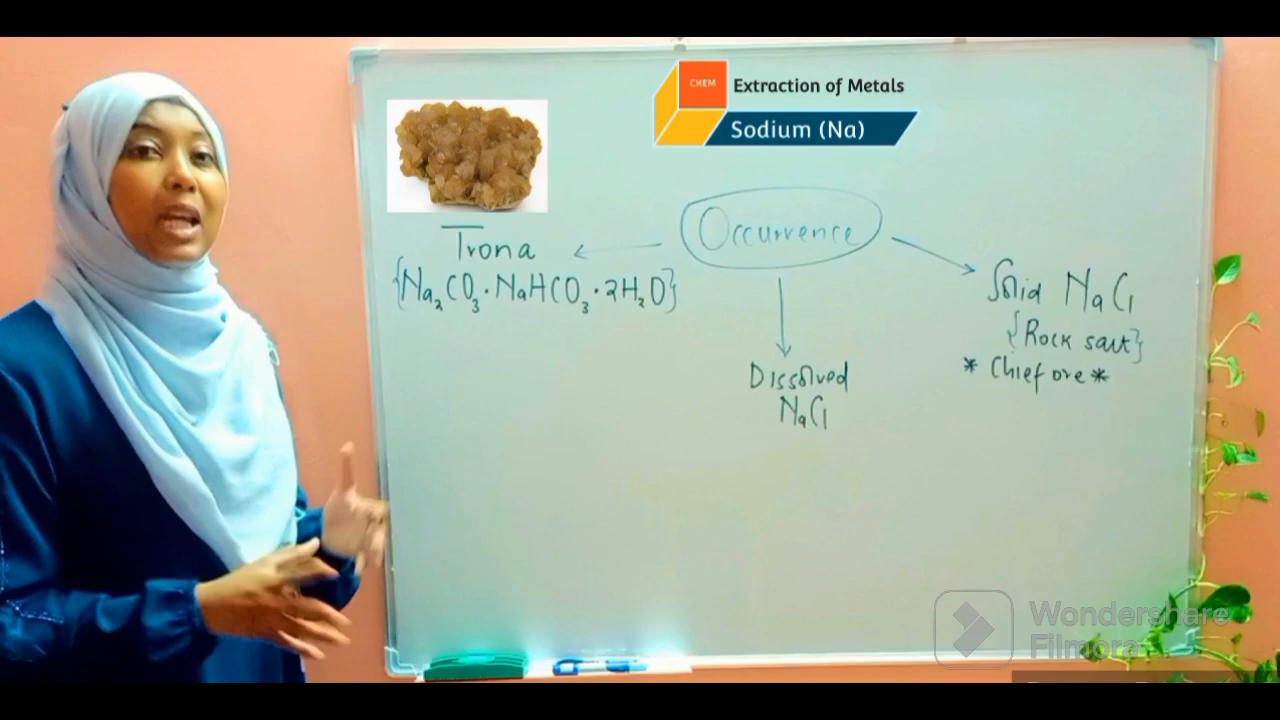 CHEM
Extraction of Metals
Sodium (Na)
Occurrence
Trona
{Na₂CO₃·NaHCO₃·2H₂O}
Dissolved
NaCl
Solid NaCl
{Rock salt}
* Chief ore *
Wondershare
Filmora